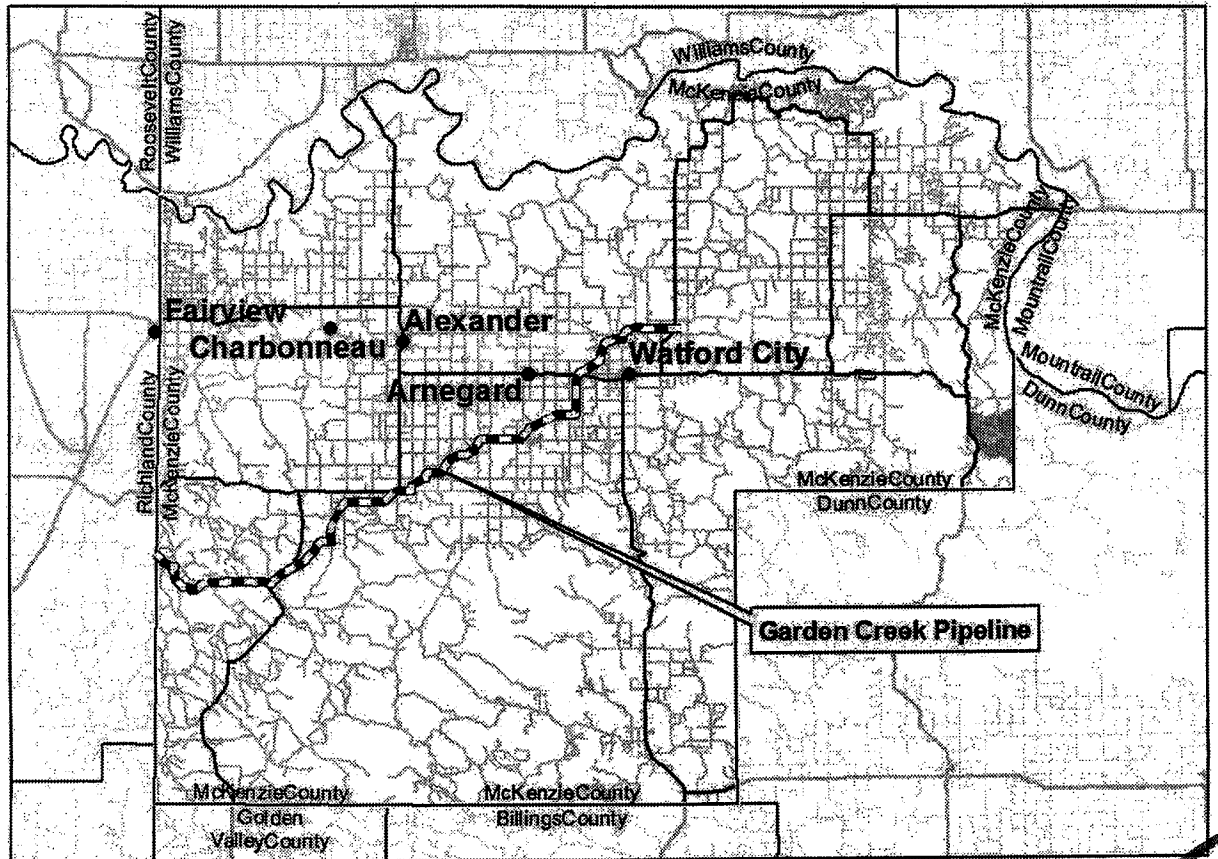 RooseveltCounty
WilliamsCounty
WilliamsCounty
McKenzieCounty
McKenzieCounty
MountrailCounty
Fairview
Charbonneau
Alexander
Watford City
Arnegard
MountrailCounty
DunnCounty
RichlandCounty
McKenzieCounty
McKenzieCounty
DunnCounty
Garden Creek Pipeline
McKenzieCounty
McKenzieCounty
Golden
ValleyCounty
BillingsCounty